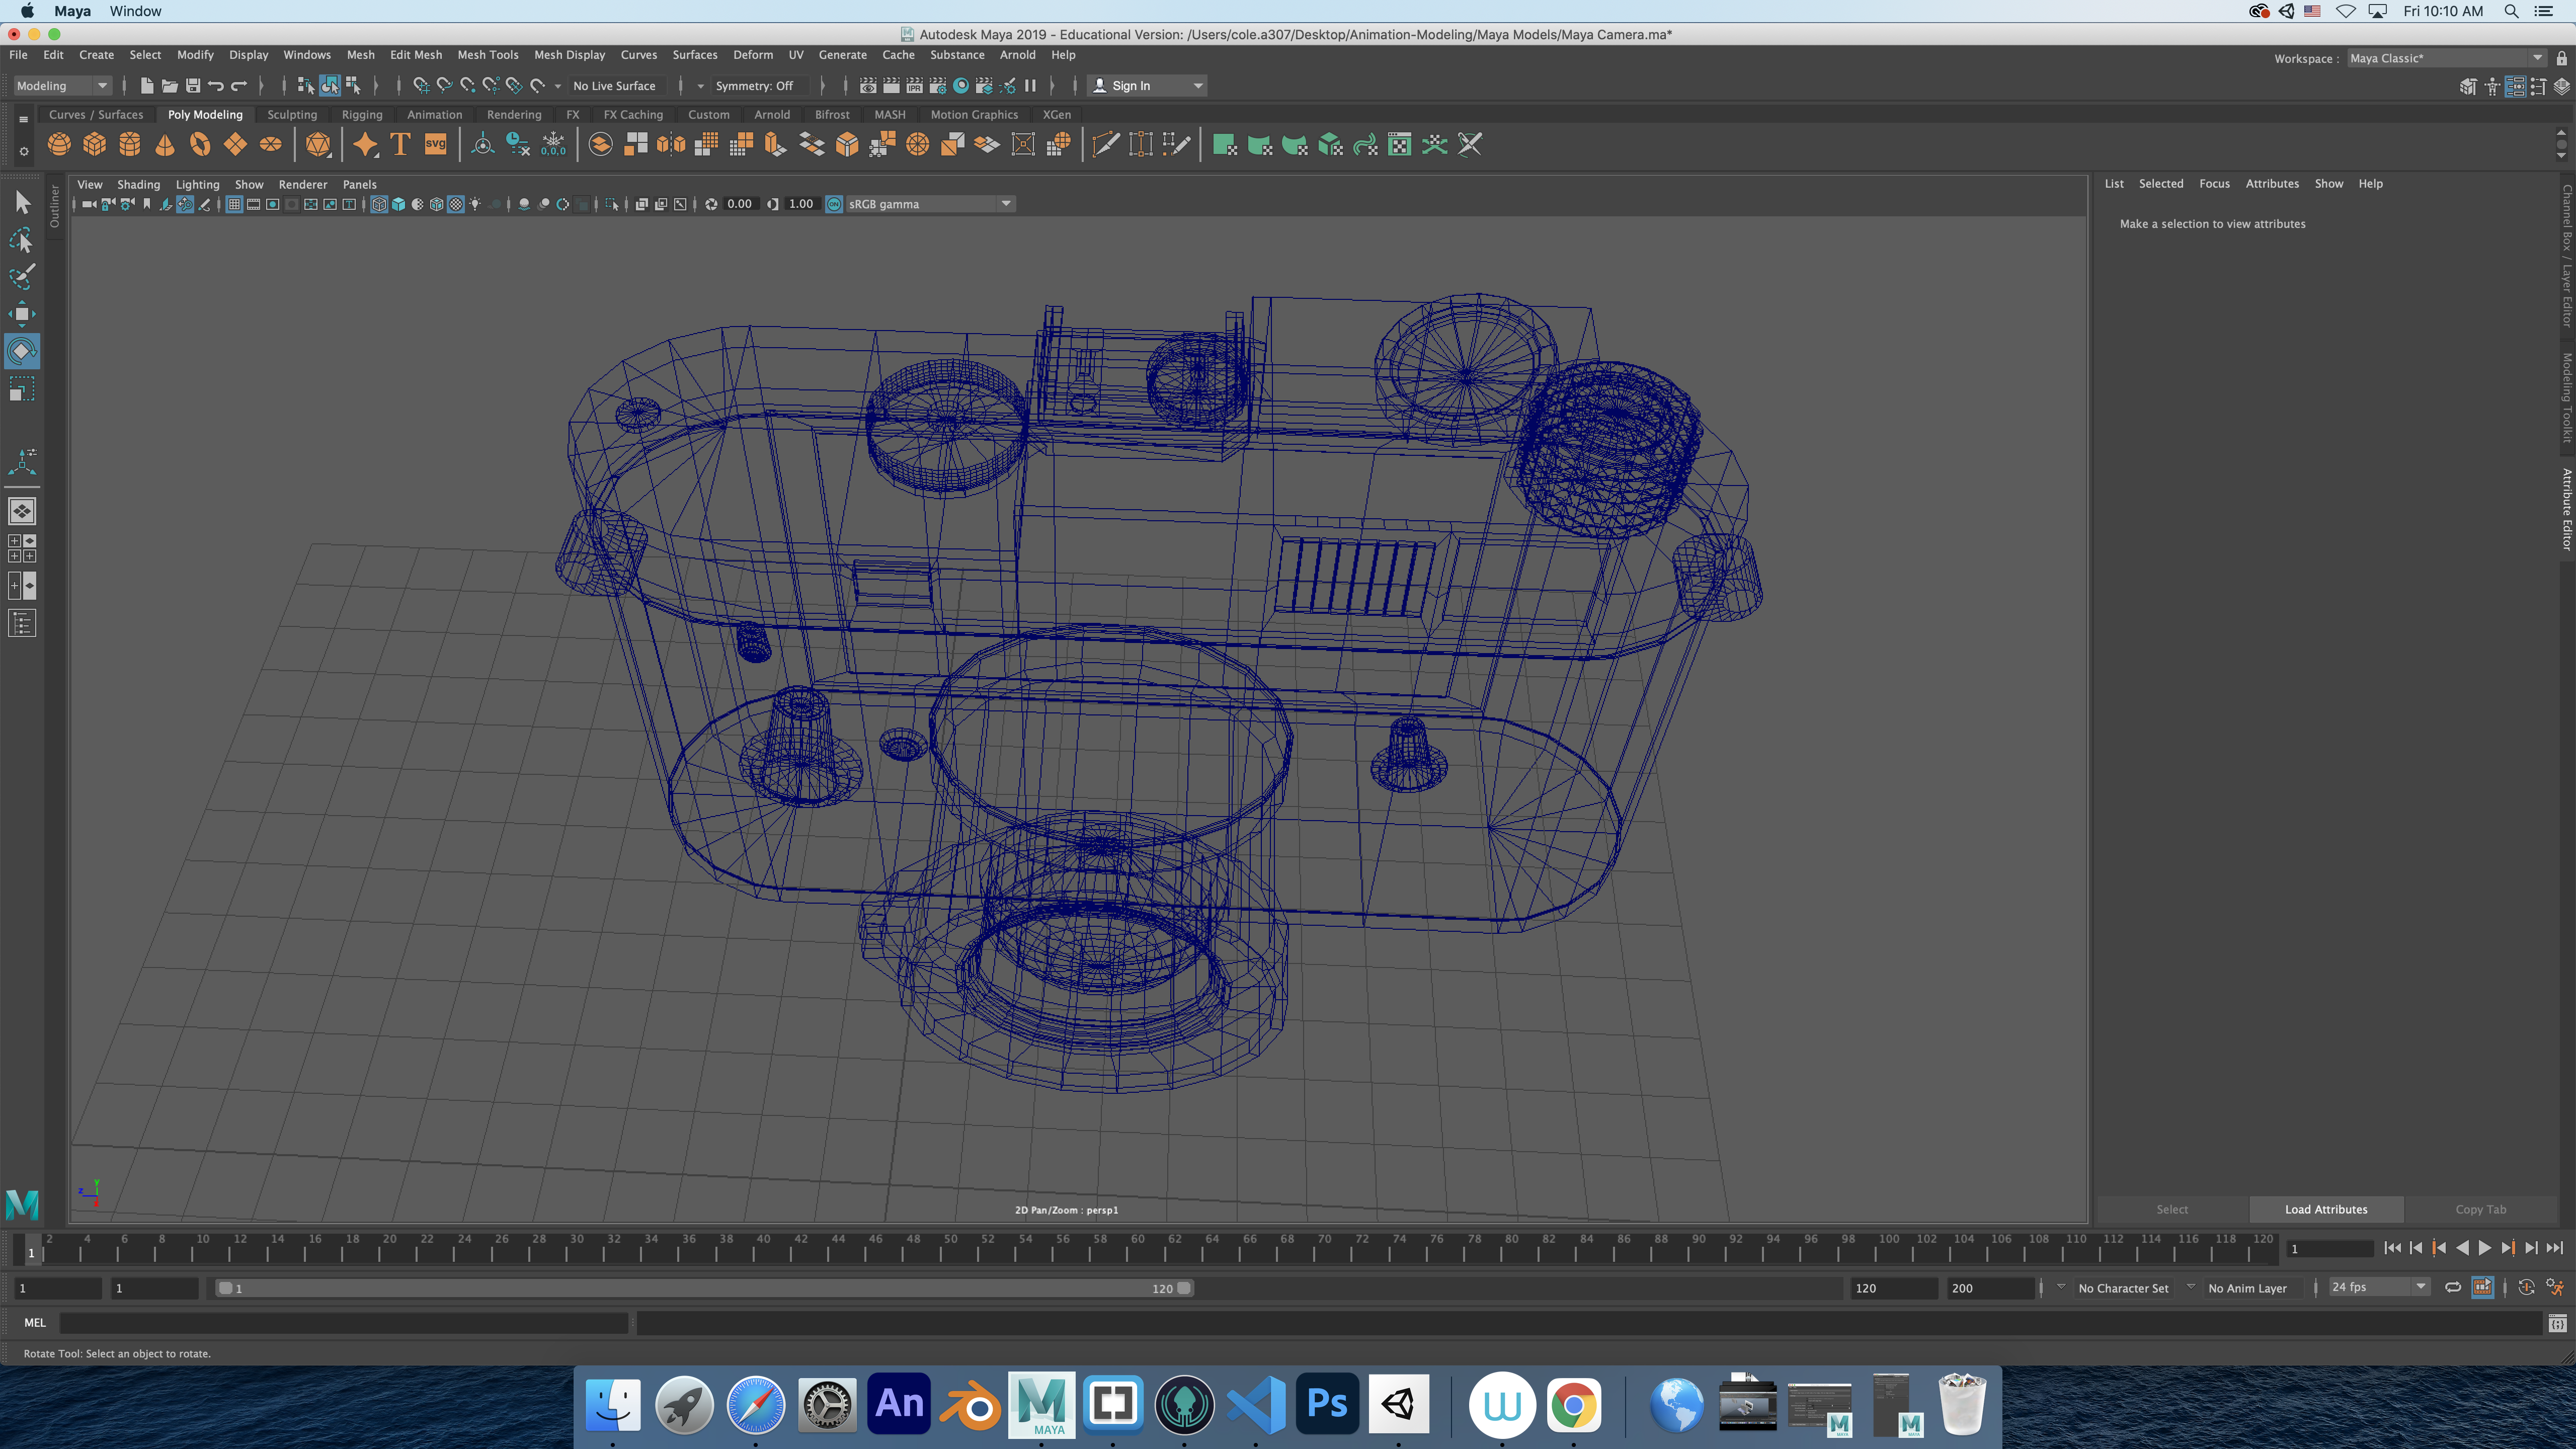 Maya Window Fri 10:10 AM
Autodesk Maya 2019 - Educational Version: /Users/cole.a307/Desktop/Animation-Modeling/Maya Models/Maya Camera.ma*
File Edit Create Select Modify Display Windows Mesh Edit Mesh Mesh Tools Mesh Display Curves Surfaces Deform UV Generate Cache Substance Arnold Help
Workspace : Maya Classic*
Modeling No Live Surface Symmetry: Off IPR Sign In
Curves / Surfaces Poly Modeling Sculpting Rigging Animation Rendering FX FX Caching Custom Arnold Bifrost MASH Motion Graphics XGen
T SVG 0,0,0
View Shading Lighting Show Renderer Panels
0.00 1.00 ON sRGB gamma
Outliner
List Selected Focus Attributes Show Help
Make a selection to view attributes
Channel Box / Layer Editor
Modeling Toolkit
Attribute Editor
Y
Z
2D Pan/Zoom : persp1
Select Load Attributes Copy Tab
2 4 6 8 10 12 14 16 18 20 22 24 26 28 30 32 34 36 38 40 42 44 46 48 50 52 54 56 58 60 62 64 66 68 70 72 74 76 78 80 82 84 86 88 90 92 94 96 98 100 102 104 106 108 110 112 114 116 118 120
1 1
1 1 1 120 120 200 No Character Set No Anim Layer 24 fps
MEL
Rotate Tool: Select an object to rotate.
An MAYA Ps W M M